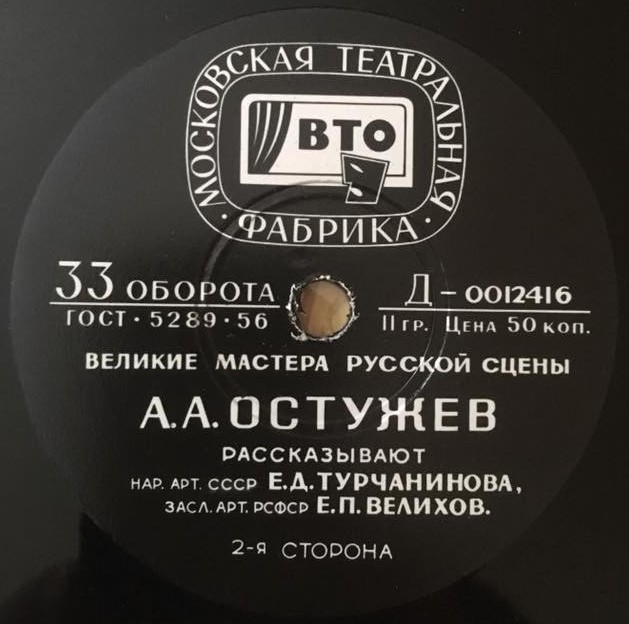 МОСКОВСКАЯ ТЕАТРАЛЬНАЯ
ВТО
· ФАБРИКА ·
33 ОБОРОТА
ГОСТ · 5289 · 56
Д - 0012416
II гр. Цена 50 коп.
ВЕЛИКИЕ МАСТЕРА РУССКОЙ СЦЕНЫ
А.А. ОСТУЖЕВ
РАССКАЗЫВАЮТ
НАР. АРТ. СССР Е.Д. ТУРЧАНИНОВА,
ЗАСЛ. АРТ. РСФСР Е.П. ВЕЛИХОВ.
2-я СТОРОНА